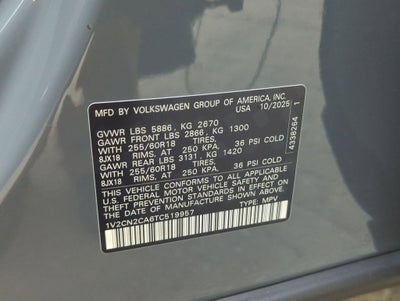 MFD BY VOLKSWAGEN GROUP OF AMERICA, INC.
USA 10/2025
GVWR LBS 5886 . KG 2670
GAWR FRONT LBS 2866 . KG 1300
WITH 255/60R18 TIRES,
8JX18 RIMS, AT 250 KPA, 36 PSI COLD
GAWR REAR LBS 3131 . KG 1420
WITH 255/60R18 TIRES,
8JX18 RIMS, AT 250 KPA, 36 PSI COLD
THIS VEHICLE CONFORMS TO ALL APPLICABLE
U.S. FEDERAL MOTOR VEHICLE SAFETY AND
THEFT PREVENTION STANDARDS IN EFFECT ON
THE DATE OF MANUFACTURE SHOWN ABOVE.
1V2CN2CA6TC519957 TYPE: MPV
4338264 1